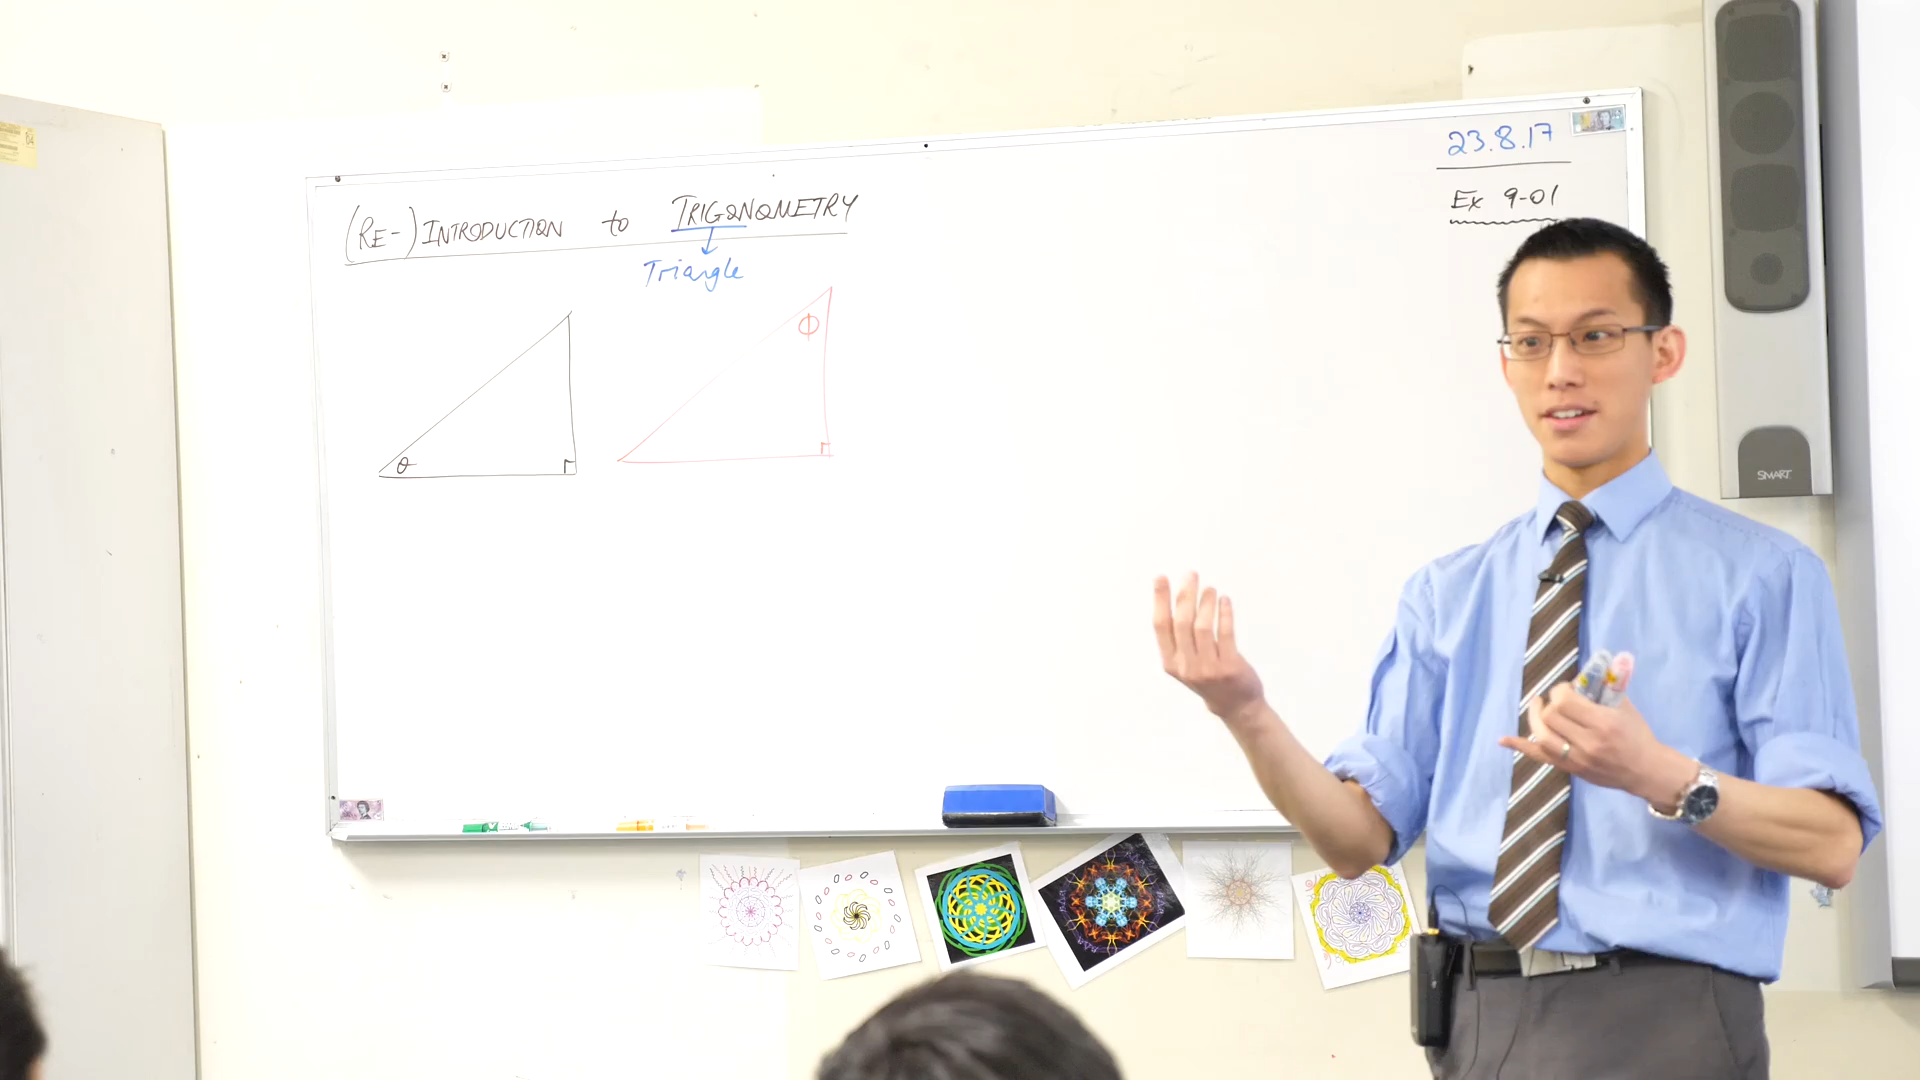 23.8.17
Ex 9-01
(RE-) INTRODUCTION to TRIGONOMETRY
Triangle
θ
Φ
SMART